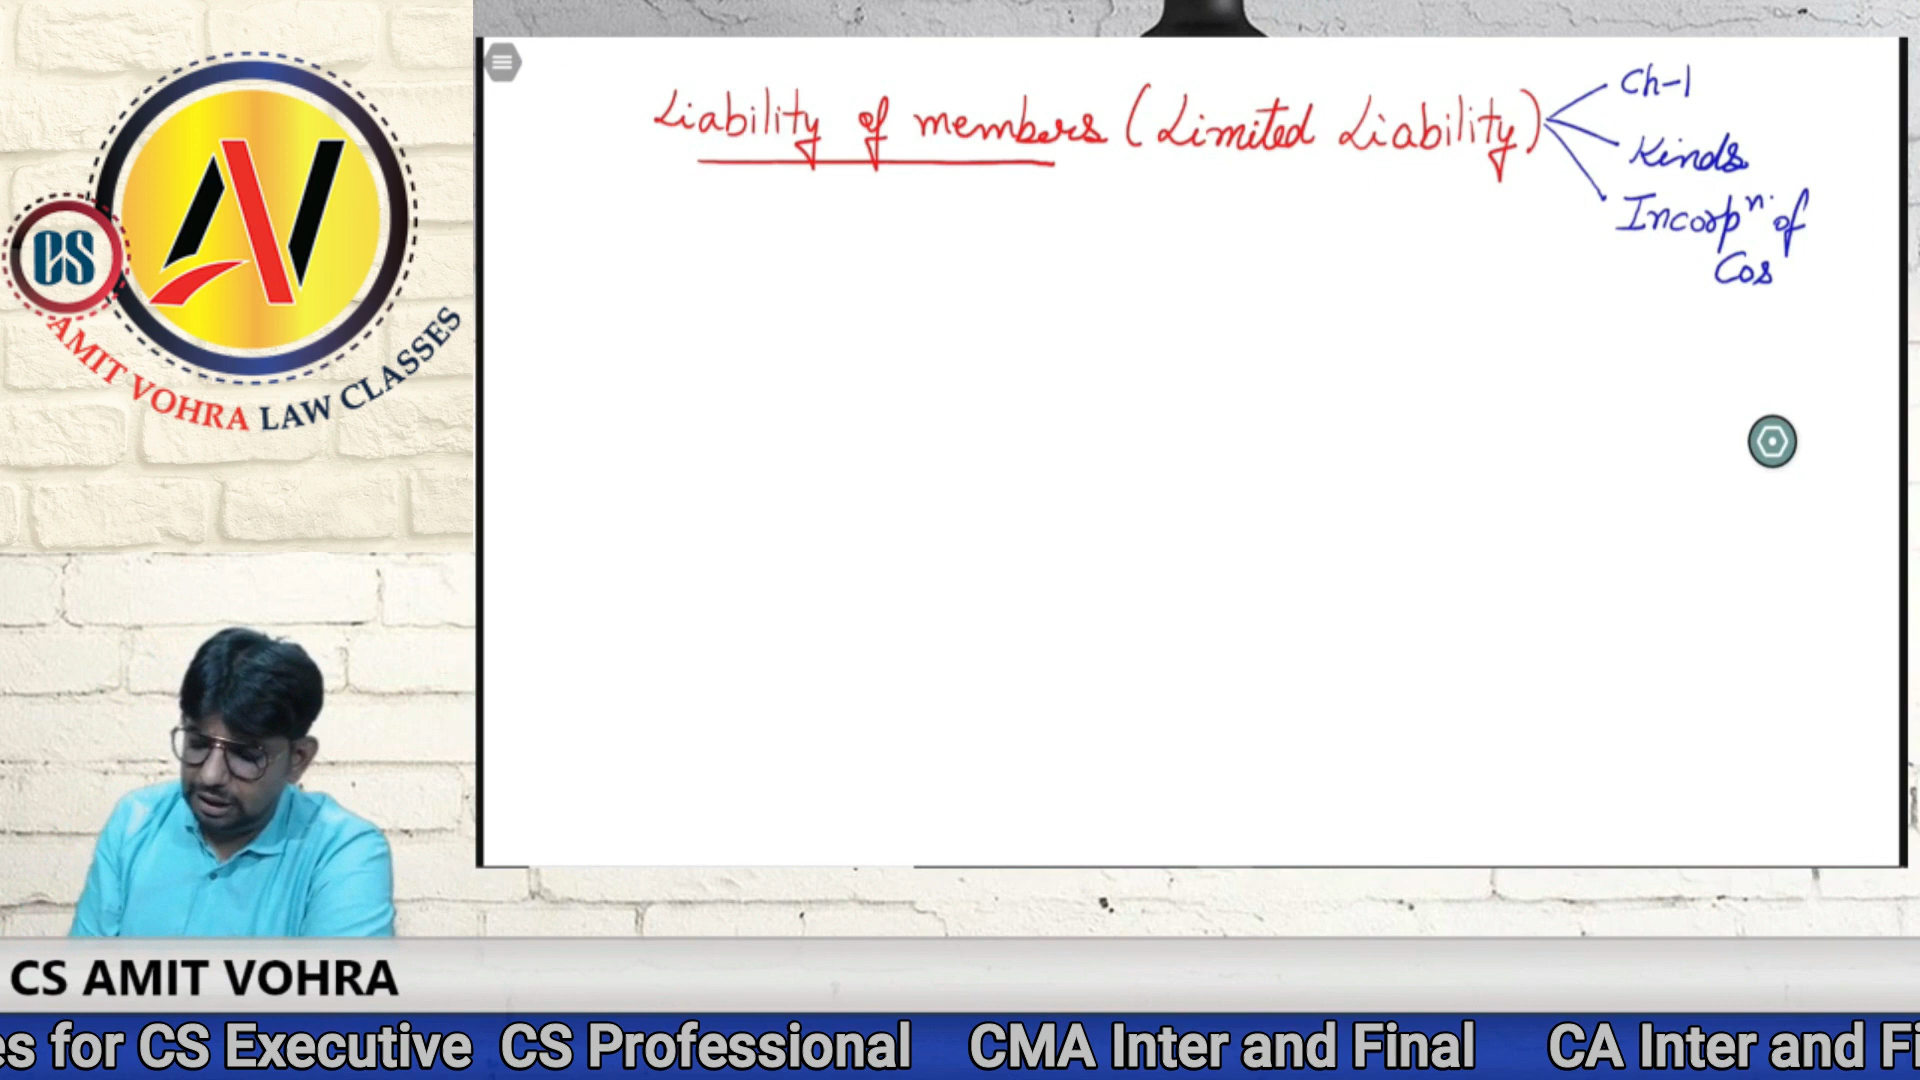 CS
AV
AMIT VOHRA LAW CLASSES
Liability of members (Limited Liability)
Ch-1
Kinds
Incorpn. of
Cos
CS AMIT VOHRA
es for CS Executive CS Professional CMA Inter and Final CA Inter and Fi